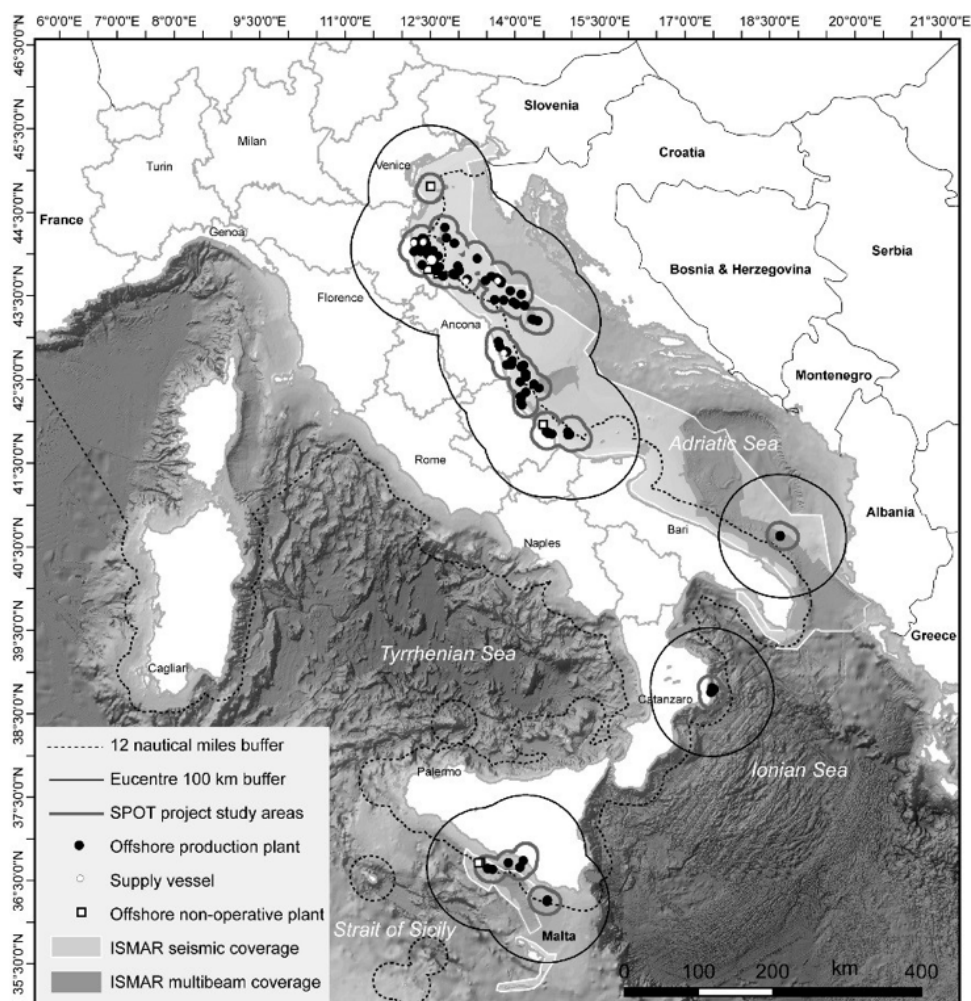 6°0'0"E 7°30'0"E 9°30'0"E 11°0'0"E 12°30'0"E 14°0'0"E 15°30'0"E 17°0'0"E 18°30'0"E 20°0'0"E 21°30'0"E
46°30'0"N
45°30'0"N
44°30'0"N
43°30'0"N
42°30'0"N
41°30'0"N
40°30'0"N
39°30'0"N
38°30'0"N
37°30'0"N
36°30'0"N
35°30'0"N
Slovenia
Milan
Venice
Croatia
Turin
France
Serbia
Genoa
Bosnia & Herzegovina
Florence
Ancona
Montenegro
Adriatic Sea
Rome
Albania
Bari
Naples
Greece
Tyrrhenian Sea
Cagliari
Catanzaro
Ionian Sea
Palermo
Strait of Sicily
Malta
12 nautical miles buffer
Eucentre 100 km buffer
SPOT project study areas
Offshore production plant
Supply vessel
Offshore non-operative plant
ISMAR seismic coverage
ISMAR multibeam coverage
km
0 100 200 400